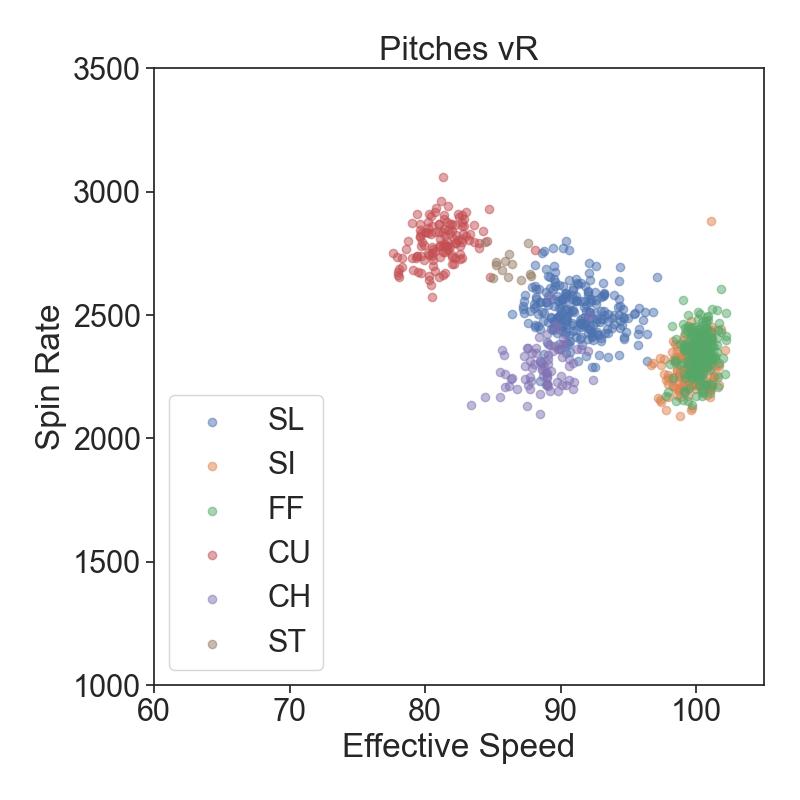 Pitches vR
3500
3000
2500
2000
1500
1000
Spin Rate
SL
SI
FF
CU
CH
ST
60
70
80
90
100
Effective Speed